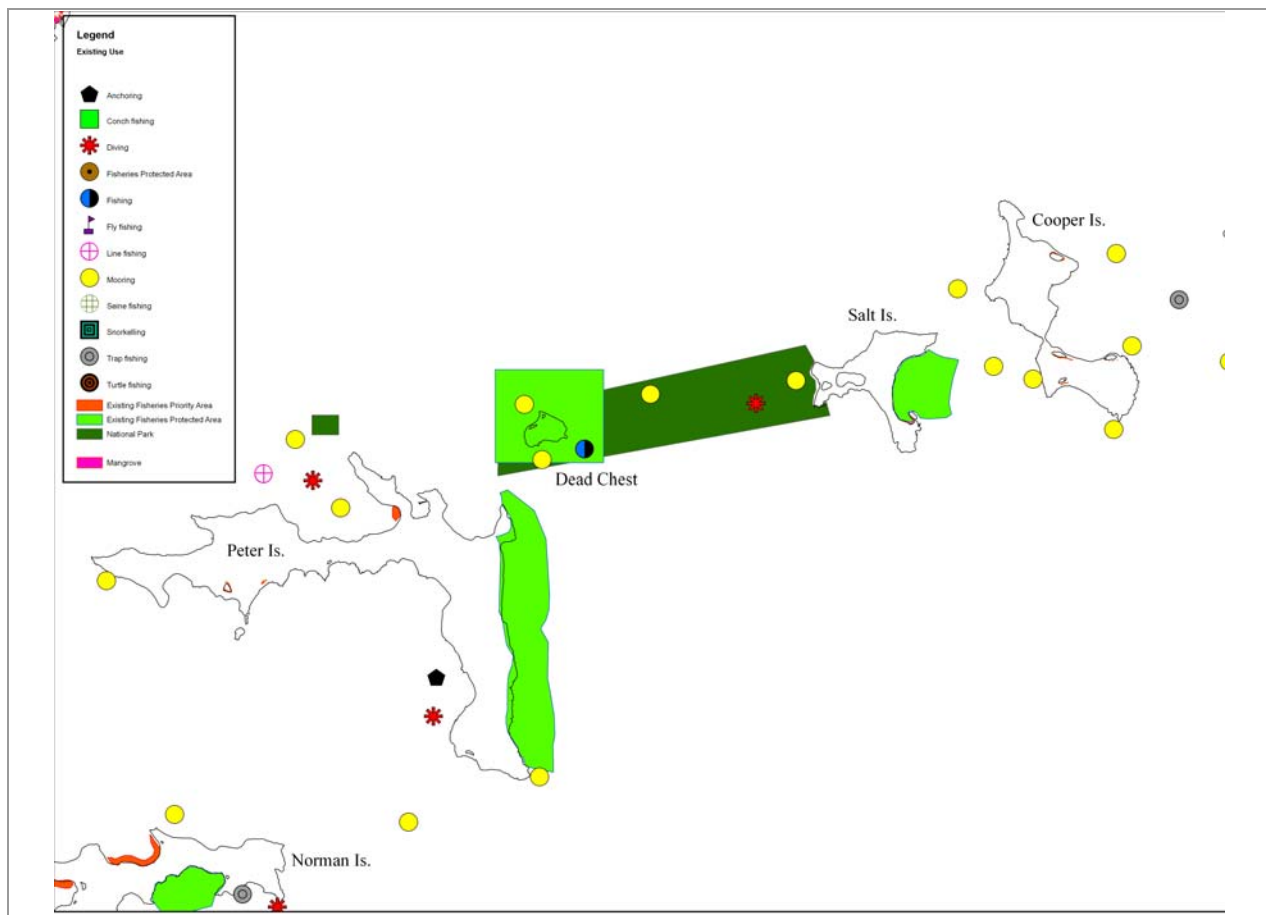 Legend
Existing Use
Anchoring
Conch fishing
Diving
Fisheries Protected Area
Fishing
Fly fishing
Line fishing
Mooring
Seine fishing
Snorkelling
Trap fishing
Turtle fishing
Existing Fisheries Priority Area
Existing Fisheries Protected Area
National Park
Mangrove
Cooper Is.
Salt Is.
Dead Chest
Peter Is.
Norman Is.